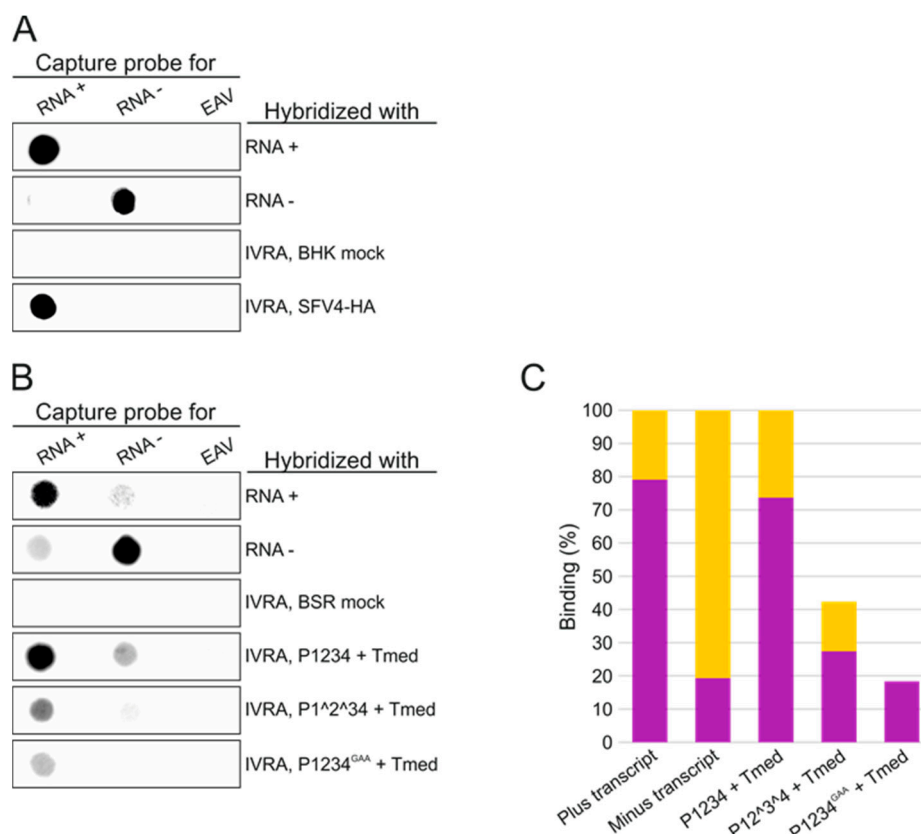 A
Capture probe for
RNA + RNA - EAV
Hybridized with
RNA +
RNA -
IVRA, BHK mock
IVRA, SFV4-HA
B
Capture probe for
RNA + RNA - EAV
Hybridized with
RNA +
RNA -
IVRA, BSR mock
IVRA, P1234 + Tmed
IVRA, P1^2^34 + Tmed
IVRA, P1234GAA + Tmed
C
Binding (%)
100
90
80
70
60
50
40
30
20
10
0
Plus transcript
Minus transcript
P1234 + Tmed
P12^3^4 + Tmed
P1234GAA + Tmed